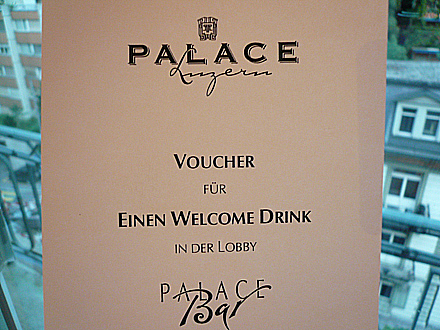 PALACE
Luzern
VOUCHER
FÜR
EINEN WELCOME DRINK
IN DER LOBBY
PALACE
Bar